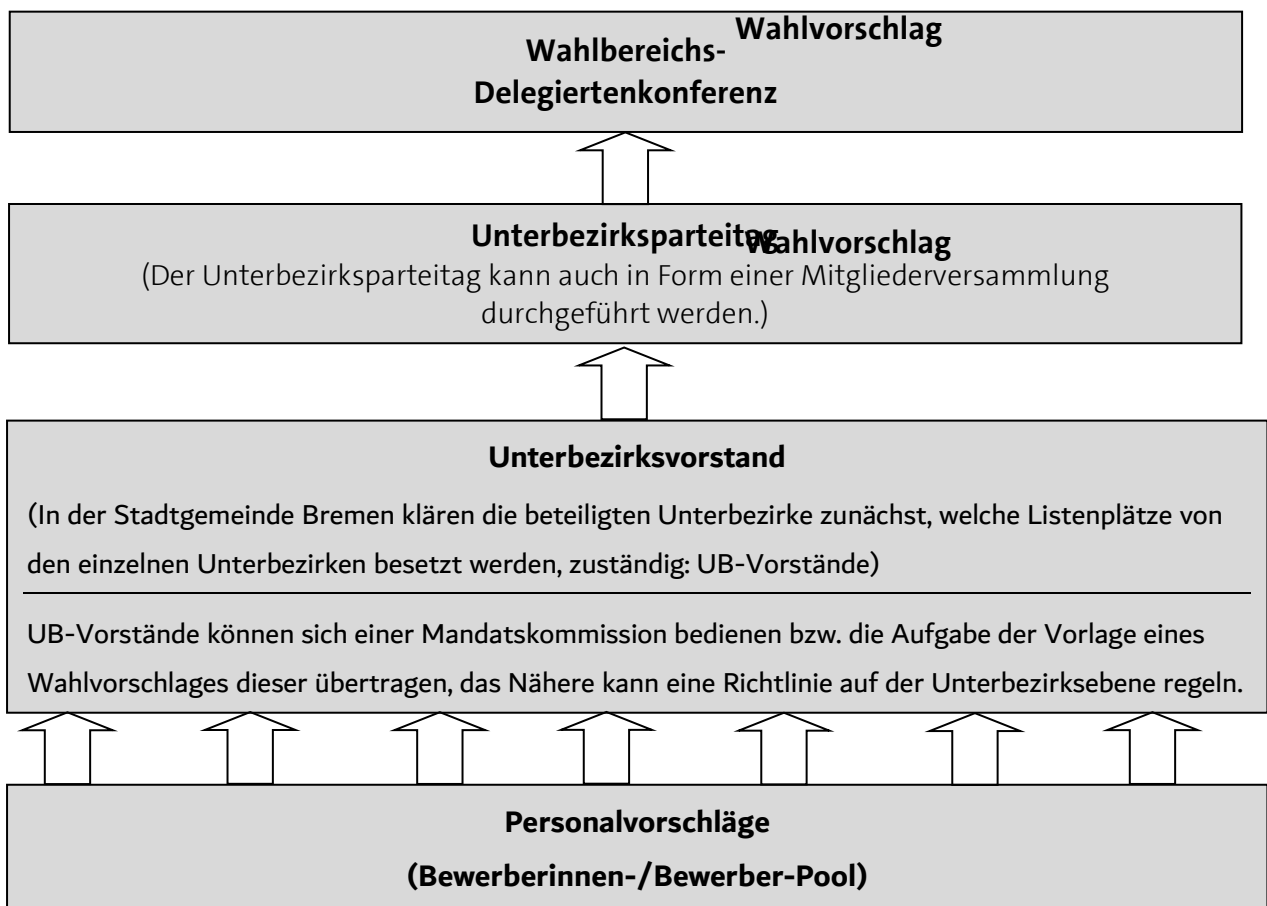 Wahlvorschlag
Wahlbereichs-
Delegiertenkonferenz
Unterbezirksparteitag
Wahlvorschlag
(Der Unterbezirksparteitag kann auch in Form einer Mitgliederversammlung
durchgeführt werden.)
Unterbezirksvorstand
(In der Stadtgemeinde Bremen klären die beteiligten Unterbezirke zunächst, welche Listenplätze von
den einzelnen Unterbezirken besetzt werden, zuständig: UB-Vorstände)
UB-Vorstände können sich einer Mandatskommission bedienen bzw. die Aufgabe der Vorlage eines
Wahlvorschlages dieser übertragen, das Nähere kann eine Richtlinie auf der Unterbezirksebene regeln.
Personalvorschläge
(Bewerberinnen-/Bewerber-Pool)